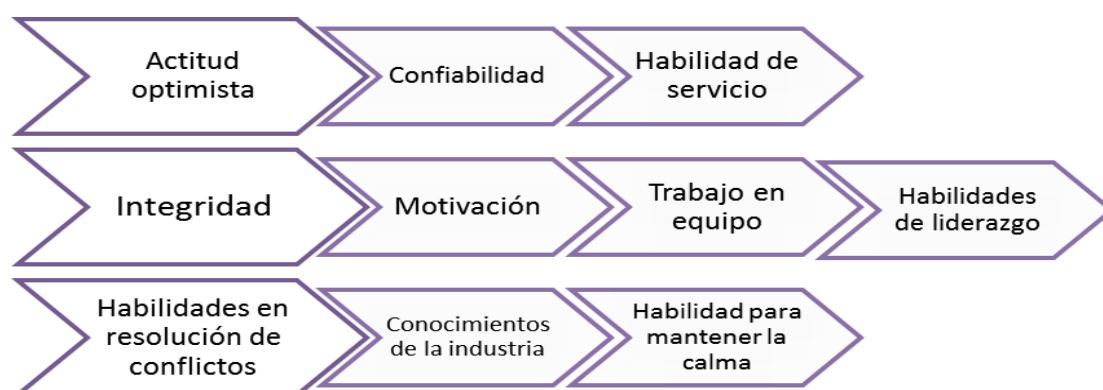 Actitud
optimista
Confiabilidad
Habilidad de
servicio
Integridad
Motivación
Trabajo en
equipo
Habilidades
de liderazgo
Habilidades en
resolución de
conflictos
Conocimientos
de la industria
Habilidad para
mantener la
calma